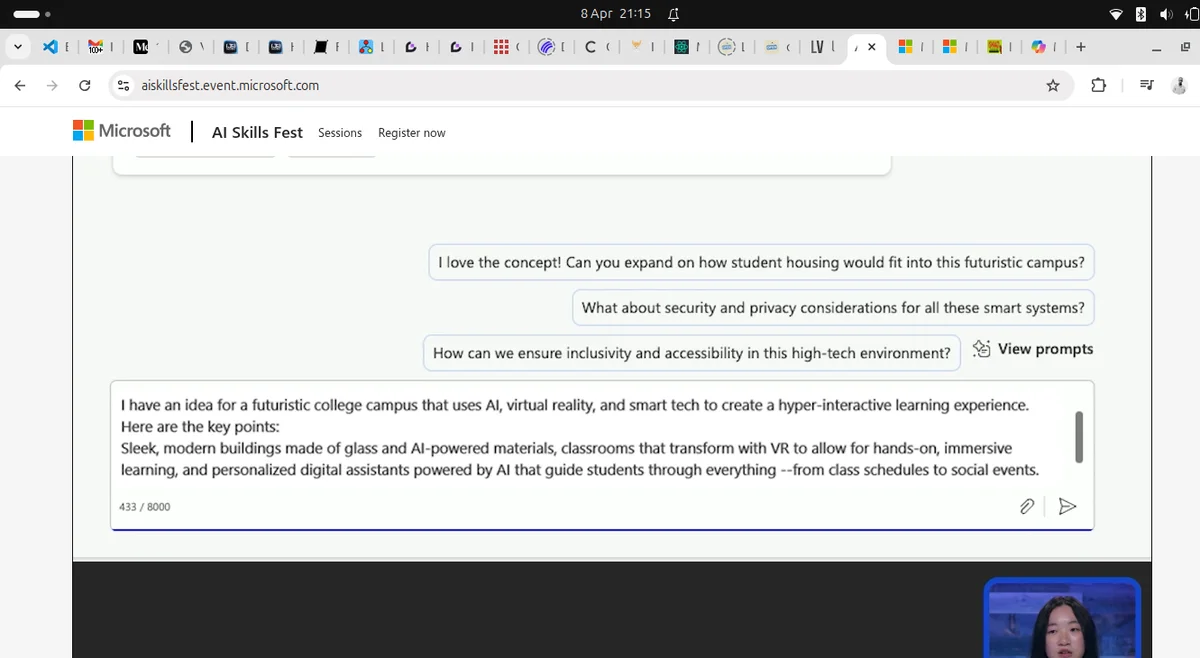 8 Apr 21:15
aiskillsfest.event.microsoft.com
Microsoft AI Skills Fest Sessions Register now
I love the concept! Can you expand on how student housing would fit into this futuristic campus?
What about security and privacy considerations for all these smart systems?
How can we ensure inclusivity and accessibility in this high-tech environment?
View prompts
I have an idea for a futuristic college campus that uses AI, virtual reality, and smart tech to create a hyper-interactive learning experience.
Here are the key points:
Sleek, modern buildings made of glass and AI-powered materials, classrooms that transform with VR to allow for hands-on, immersive
learning, and personalized digital assistants powered by AI that guide students through everything --from class schedules to social events.
433 / 8000